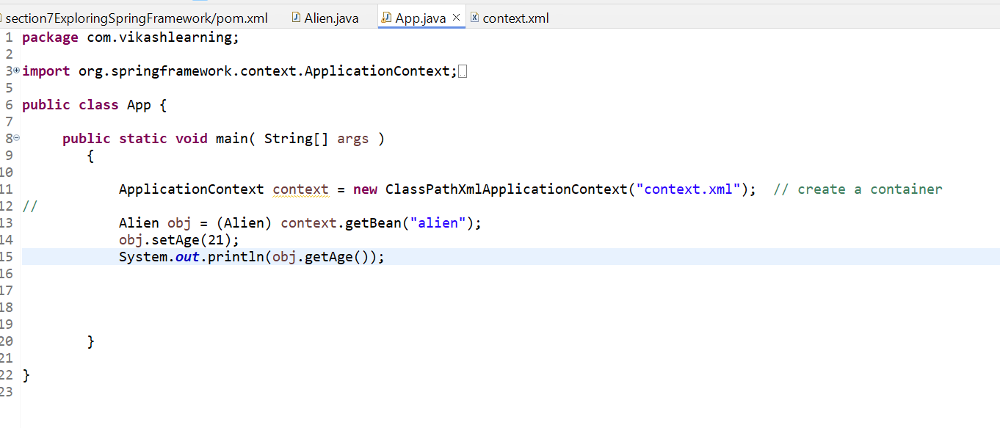 section7ExploringSpringFramework/pom.xml Alien.java App.java context.xml
1 package com.vikashlearning;
2
3 import org.springframework.context.ApplicationContext;
5
6 public class App {
7
8 public static void main( String[] args )
9 {
10
11 ApplicationContext context = new ClassPathXmlApplicationContext("context.xml"); // create a container
12 //
13 Alien obj = (Alien) context.getBean("alien");
14 obj.setAge(21);
15 System.out.println(obj.getAge());
16
17
18
19
20 }
21
22 }
23